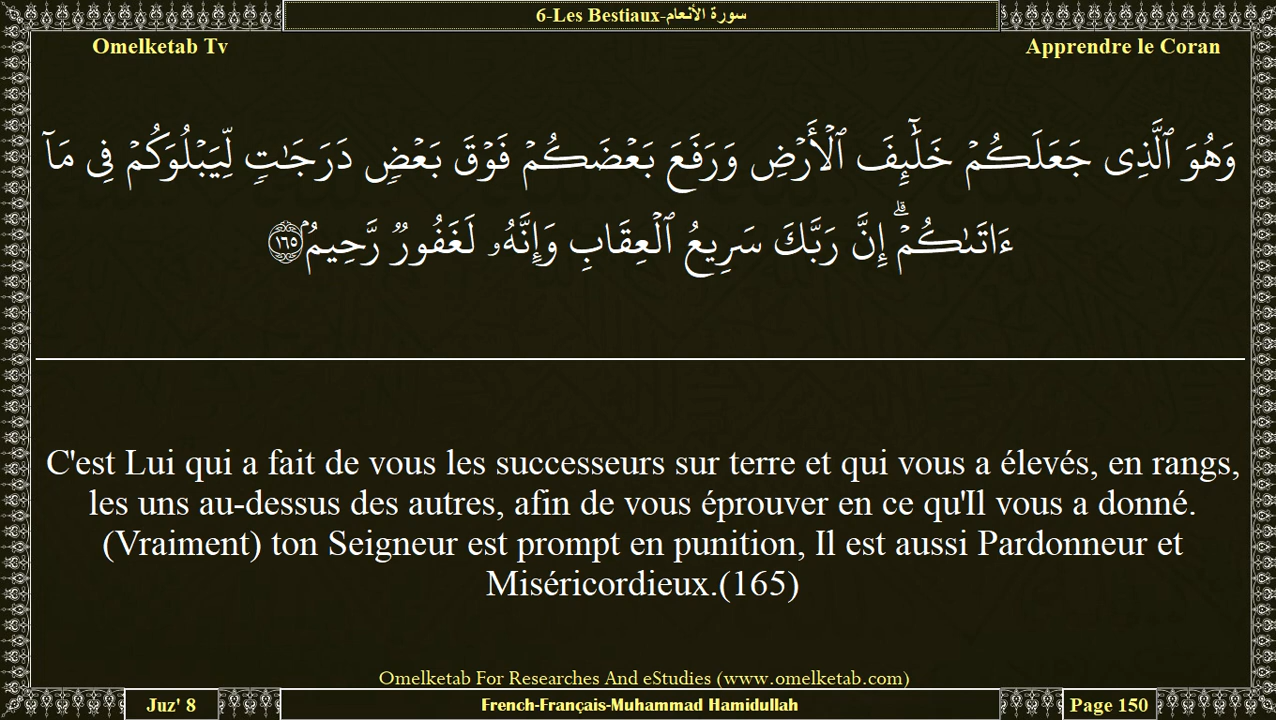 6-Les Bestiaux-سورة الأنعام
Omelketab Tv
Apprendre le Coran
وَهُوَ ٱلَّذِى جَعَلَكُمْ خَلَٰٓئِفَ ٱلْأَرْضِ وَرَفَعَ بَعْضَكُمْ فَوْقَ بَعْضٍ دَرَجَٰتٍ لِّيَبْلُوَكُمْ فِى مَآ
ءَاتَىٰكُمْ ۗ إِنَّ رَبَّكَ سَرِيعُ ٱلْعِقَابِ وَإِنَّهُۥ لَغَفُورٌ رَّحِيمٌۢ ١٦٥
C'est Lui qui a fait de vous les successeurs sur terre et qui vous a élevés, en rangs,
les uns au-dessus des autres, afin de vous éprouver en ce qu'Il vous a donné.
(Vraiment) ton Seigneur est prompt en punition, Il est aussi Pardonneur et
Miséricordieux.(165)
Omelketab For Researches And eStudies (www.omelketab.com)
Juz' 8
French-Français-Muhammad Hamidullah
Page 150